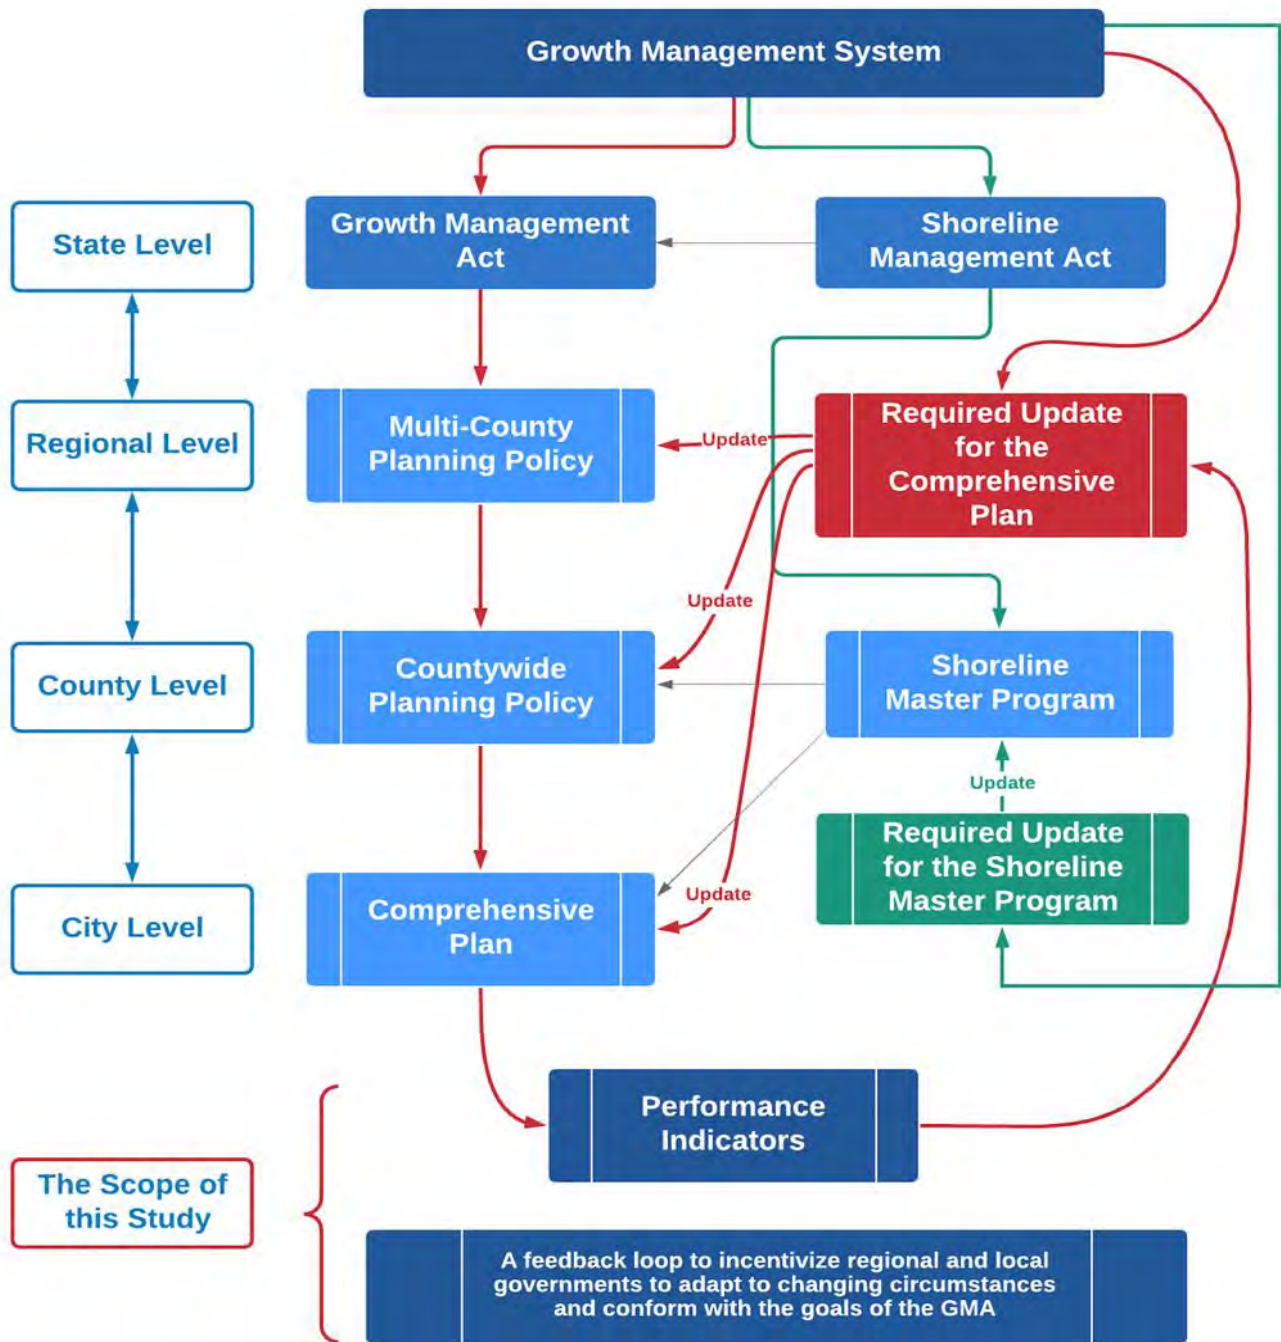 Growth Management System
State Level
Growth Management
Act
Shoreline
Management Act
Regional Level
Multi-County
Planning Policy
Update
Required Update
for the
Comprehensive
Plan
Update
County Level
Countywide
Planning Policy
Shoreline
Master Program
Update
Required Update
for the Shoreline
Master Program
City Level
Comprehensive
Plan
Update
Performance
Indicators
The Scope of
this Study
A feedback loop to incentivize regional and local
governments to adapt to changing circumstances
and conform with the goals of the GMA